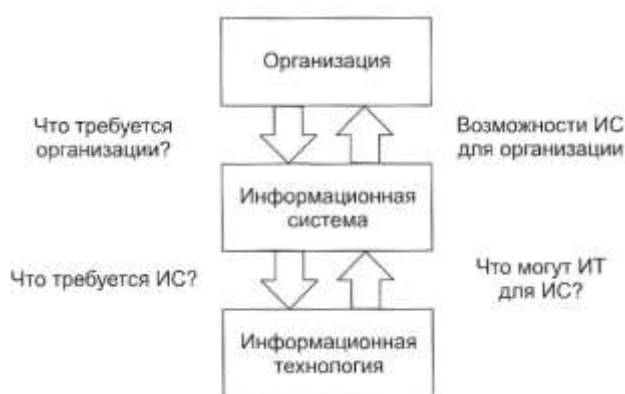 Организация
Что требуется
организации?
Возможности ИС
для организации
Информационная
система
Что требуется ИС?
Что могут ИТ
для ИС?
Информационная
технология